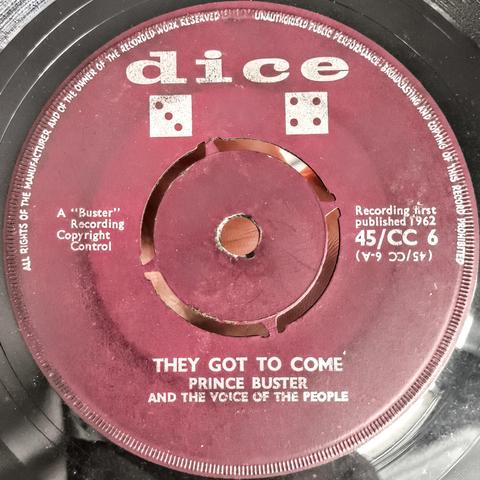 ALL RIGHTS OF THE MANUFACTURER AND OF THE OWNER OF THE RECORDED WORK RESERVED
UNAUTHORISED PUBLIC PERFORMANCE, BROADCASTING AND COPYING OF THIS RECORD PROHIBITED
dice
A "Buster"
Recording
Copyright
Control
Recording first
published 1962
45/CC 6
(45/CC 6-A)
THEY GOT TO COME
PRINCE BUSTER
AND THE VOICE OF THE PEOPLE